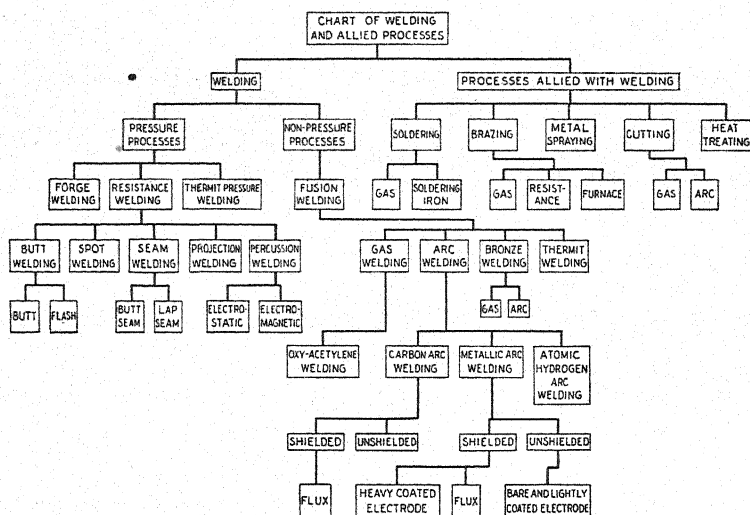 CHART OF WELDING
AND ALLIED PROCESSES
WELDING
PROCESSES ALLIED WITH WELDING
PRESSURE
PROCESSES
NON-PRESSURE
PROCESSES
SOLDERING
BRAZING
METAL
SPRAYING
CUTTING
HEAT
TREATING
FORGE
WELDING
RESISTANCE
WELDING
THERMIT PRESSURE
WELDING
FUSION
WELDING
GAS
SOLDERING
IRON
GAS
RESIST-
ANCE
FURNACE
GAS
ARC
BUTT
WELDING
SPOT
WELDING
SEAM
WELDING
PROJECTION
WELDING
PERCUSSION
WELDING
GAS
WELDING
ARC
WELDING
BRONZE
WELDING
THERMIT
WELDING
BUTT
FLASH
BUTT
SEAM
LAP
SEAM
ELECTRO-
STATIC
ELECTRO-
MAGNETIC
GAS
ARC
OXY-ACETYLENE
WELDING
CARBON ARC
WELDING
METALLIC ARC
WELDING
ATOMIC
HYDROGEN
ARC
WELDING
SHIELDED
UNSHIELDED
SHIELDED
UNSHIELDED
FLUX
HEAVY COATED
ELECTRODE
FLUX
BARE AND LIGHTLY
COATED ELECTRODE